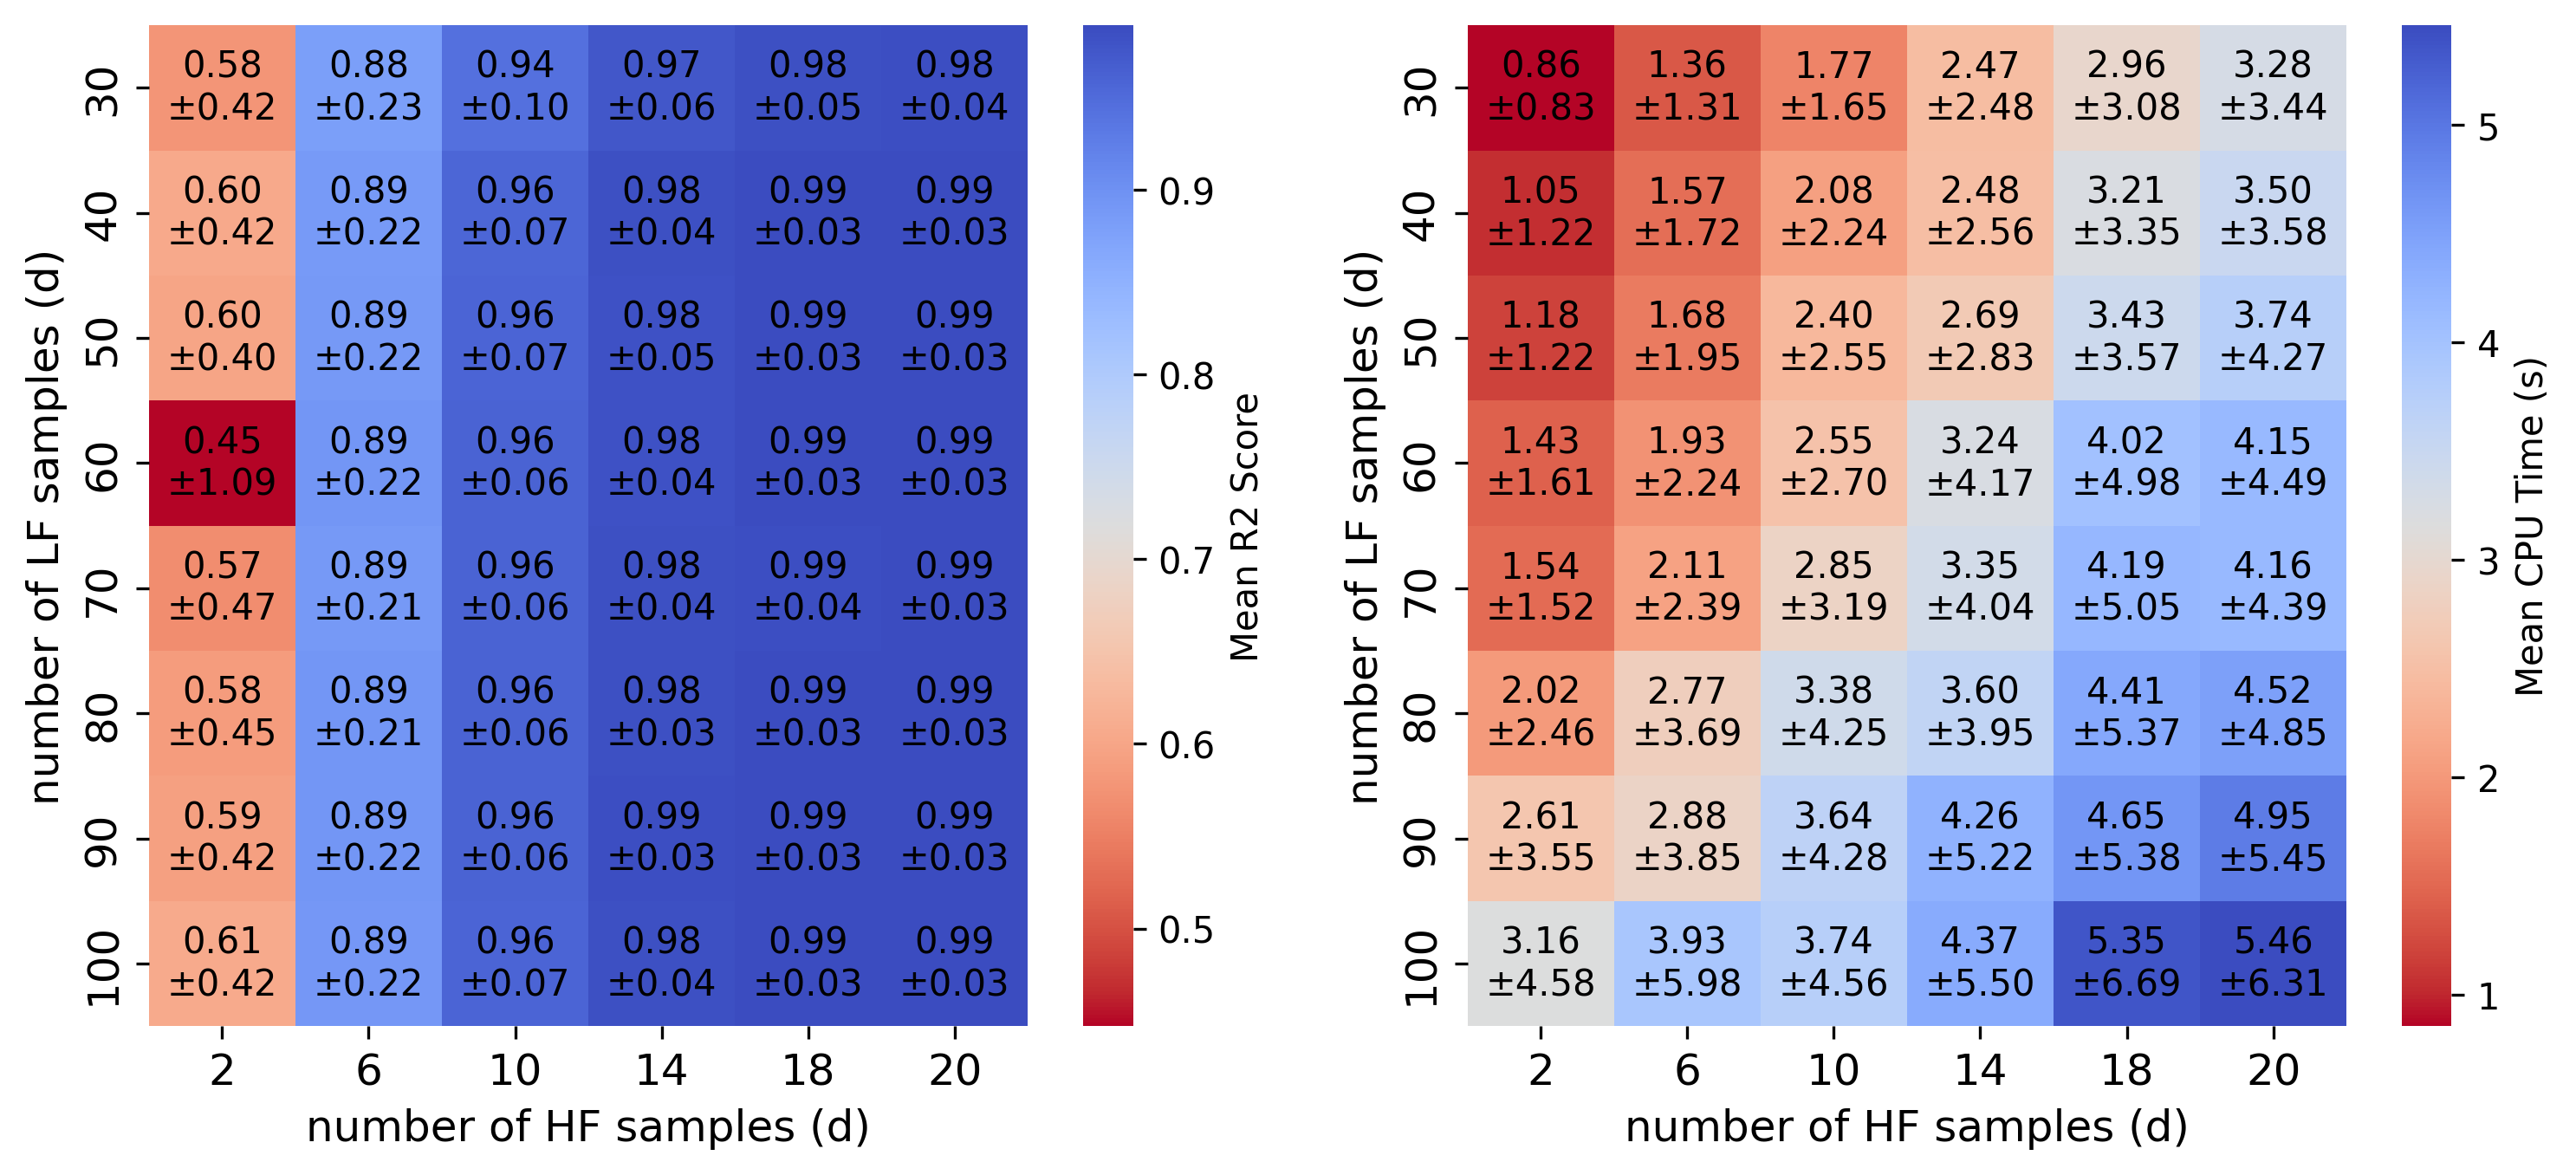 number of LF samples (d)
30
0.58 0.88 0.94 0.97 0.98 0.98
±0.42 ±0.23 ±0.10 ±0.06 ±0.05 ±0.04
40
0.60 0.89 0.96 0.98 0.99 0.99
±0.42 ±0.22 ±0.07 ±0.04 ±0.03 ±0.03
50
0.60 0.89 0.96 0.98 0.99 0.99
±0.40 ±0.22 ±0.07 ±0.05 ±0.03 ±0.03
60
0.45 0.89 0.96 0.98 0.99 0.99
±1.09 ±0.22 ±0.06 ±0.04 ±0.03 ±0.03
70
0.57 0.89 0.96 0.98 0.99 0.99
±0.47 ±0.21 ±0.06 ±0.04 ±0.04 ±0.03
80
0.58 0.89 0.96 0.98 0.99 0.99
±0.45 ±0.21 ±0.06 ±0.03 ±0.03 ±0.03
90
0.59 0.89 0.96 0.99 0.99 0.99
±0.42 ±0.22 ±0.06 ±0.03 ±0.03 ±0.03
100
0.61 0.89 0.96 0.98 0.99 0.99
±0.42 ±0.22 ±0.07 ±0.04 ±0.03 ±0.03
2 6 10 14 18 20
number of HF samples (d)
0.9
0.8
0.7
0.6
0.5
Mean R2 Score
number of LF samples (d)
30
0.86 1.36 1.77 2.47 2.96 3.28
±0.83 ±1.31 ±1.65 ±2.48 ±3.08 ±3.44
40
1.05 1.57 2.08 2.48 3.21 3.50
±1.22 ±1.72 ±2.24 ±2.56 ±3.35 ±3.58
50
1.18 1.68 2.40 2.69 3.43 3.74
±1.22 ±1.95 ±2.55 ±2.83 ±3.57 ±4.27
60
1.43 1.93 2.55 3.24 4.02 4.15
±1.61 ±2.24 ±2.70 ±4.17 ±4.98 ±4.49
70
1.54 2.11 2.85 3.35 4.19 4.16
±1.52 ±2.39 ±3.19 ±4.04 ±5.05 ±4.39
80
2.02 2.77 3.38 3.60 4.41 4.52
±2.46 ±3.69 ±4.25 ±3.95 ±5.37 ±4.85
90
2.61 2.88 3.64 4.26 4.65 4.95
±3.55 ±3.85 ±4.28 ±5.22 ±5.38 ±5.45
100
3.16 3.93 3.74 4.37 5.35 5.46
±4.58 ±5.98 ±4.56 ±5.50 ±6.69 ±6.31
2 6 10 14 18 20
number of HF samples (d)
5
4
3
2
1
Mean CPU Time (s)